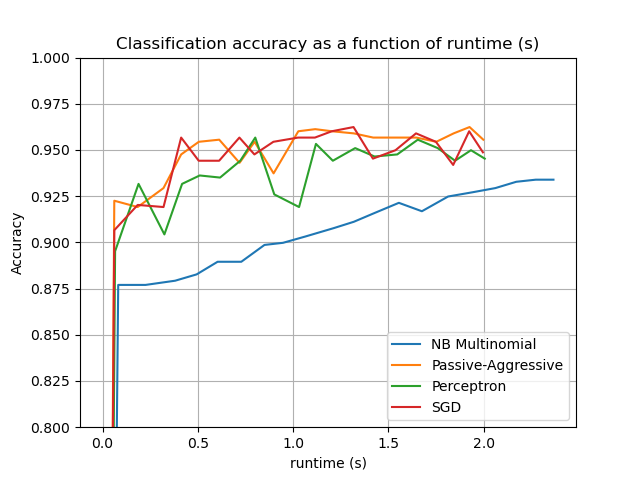 Classification accuracy as a function of runtime (s)
1.000
0.975
0.950
0.925
0.900
0.875
0.850
0.825
0.800
Accuracy
NB Multinomial
Passive-Aggressive
Perceptron
SGD
0.0 0.5 1.0 1.5 2.0
runtime (s)